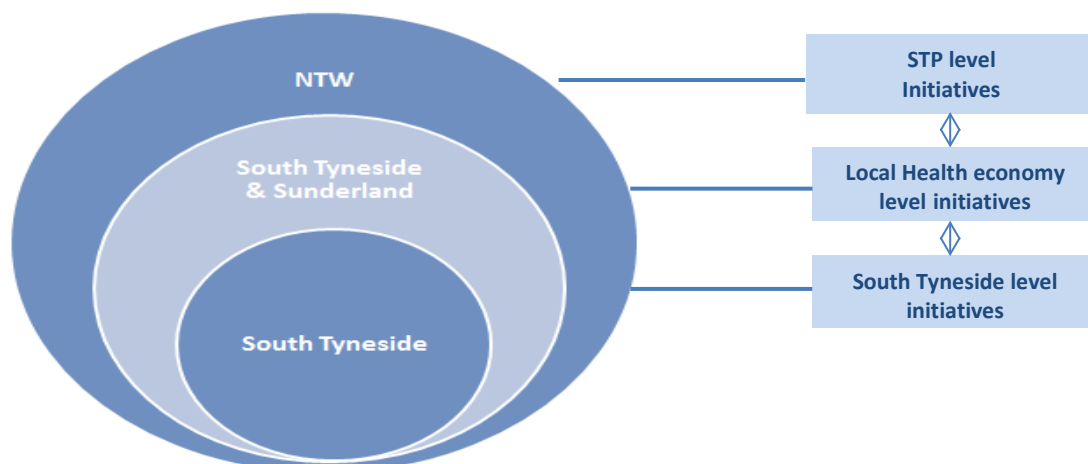 NTW
South Tyneside
& Sunderland
South Tyneside
STP level
Initiatives
Local Health economy
level initiatives
South Tyneside level
initiatives